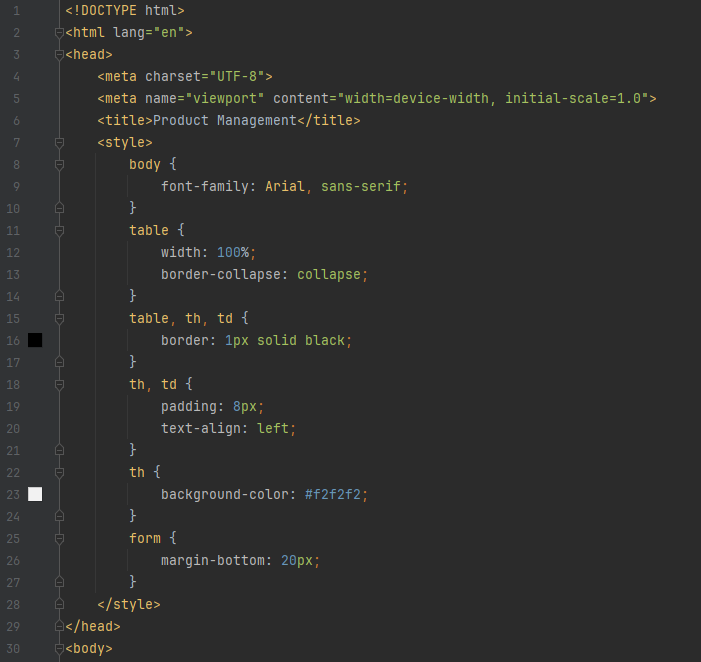 1 <!DOCTYPE html>
2 <html lang="en">
3 <head>
4     <meta charset="UTF-8">
5     <meta name="viewport" content="width=device-width, initial-scale=1.0">
6     <title>Product Management</title>
7     <style>
8         body {
9             font-family: Arial, sans-serif;
10         }
11         table {
12             width: 100%;
13             border-collapse: collapse;
14         }
15         table, th, td {
16             border: 1px solid black;
17         }
18         th, td {
19             padding: 8px;
20             text-align: left;
21         }
22         th {
23             background-color: #f2f2f2;
24         }
25         form {
26             margin-bottom: 20px;
27         }
28     </style>
29 </head>
30 <body>